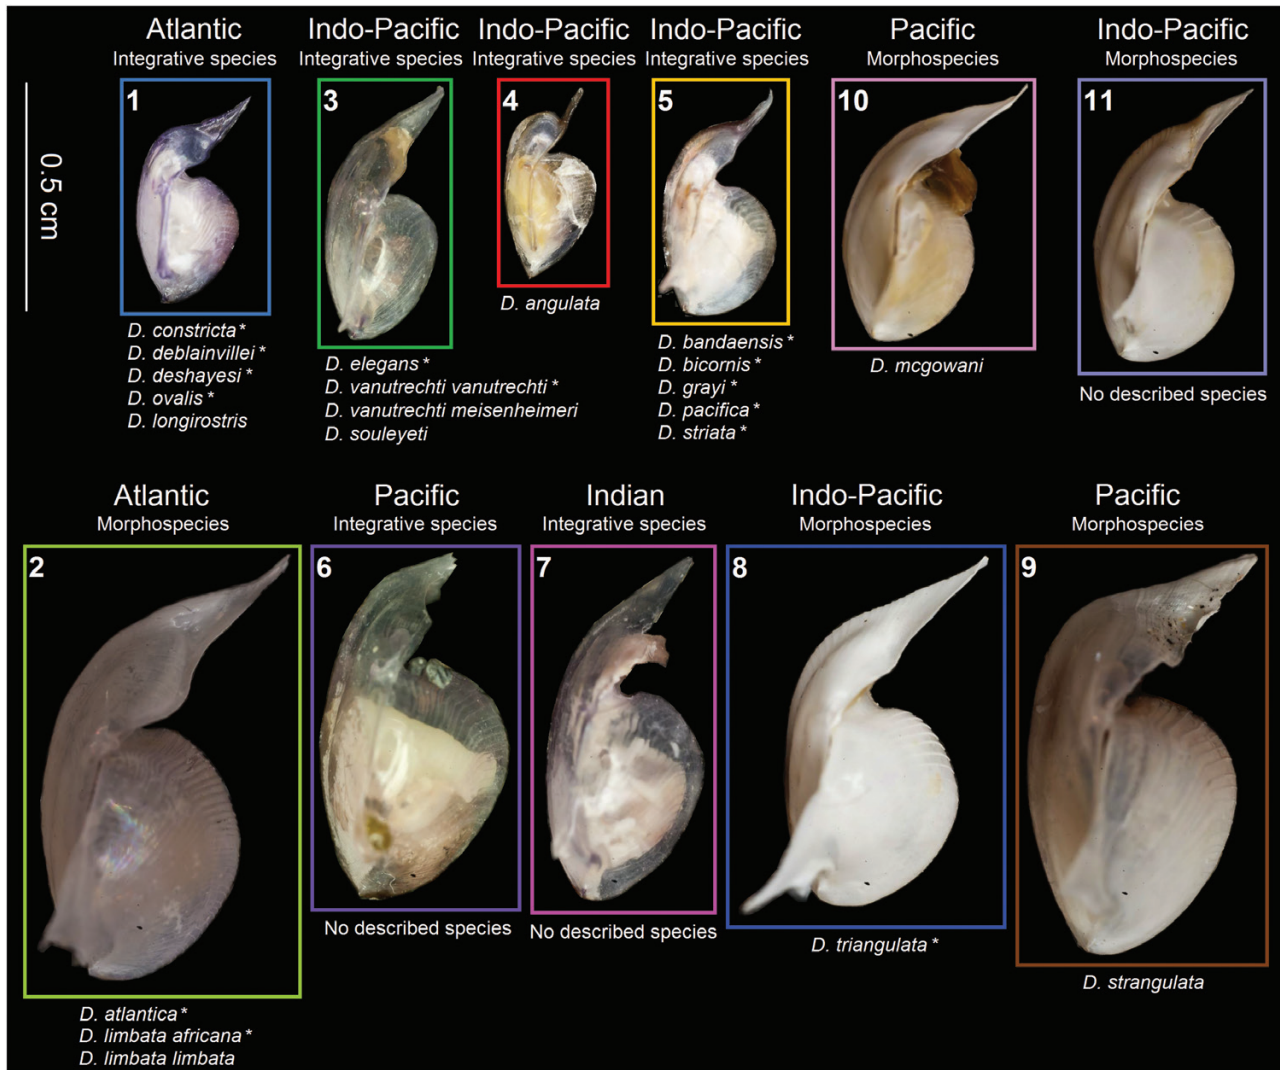 Atlantic
Integrative species
Indo-Pacific
Integrative species
Indo-Pacific
Integrative species
Indo-Pacific
Integrative species
Pacific
Morphospecies
Indo-Pacific
Morphospecies
0.5 cm
1
3
4
5
10
11
D. constricta *
D. deblainvillei *
D. deshayesi *
D. ovalis *
D. longirostris
D. elegans *
D. vanutrechti vanutrechti *
D. vanutrechti meisenheimeri
D. souleyeti
D. angulata
D. bandaensis *
D. bicornis *
D. grayi *
D. pacifica *
D. striata *
D. mcgowani
No described species
Atlantic
Morphospecies
Pacific
Integrative species
Indian
Integrative species
Indo-Pacific
Morphospecies
Pacific
Morphospecies
2
6
7
8
9
D. atlantica *
D. limbata africana *
D. limbata limbata
No described species
No described species
D. triangulata *
D. strangulata